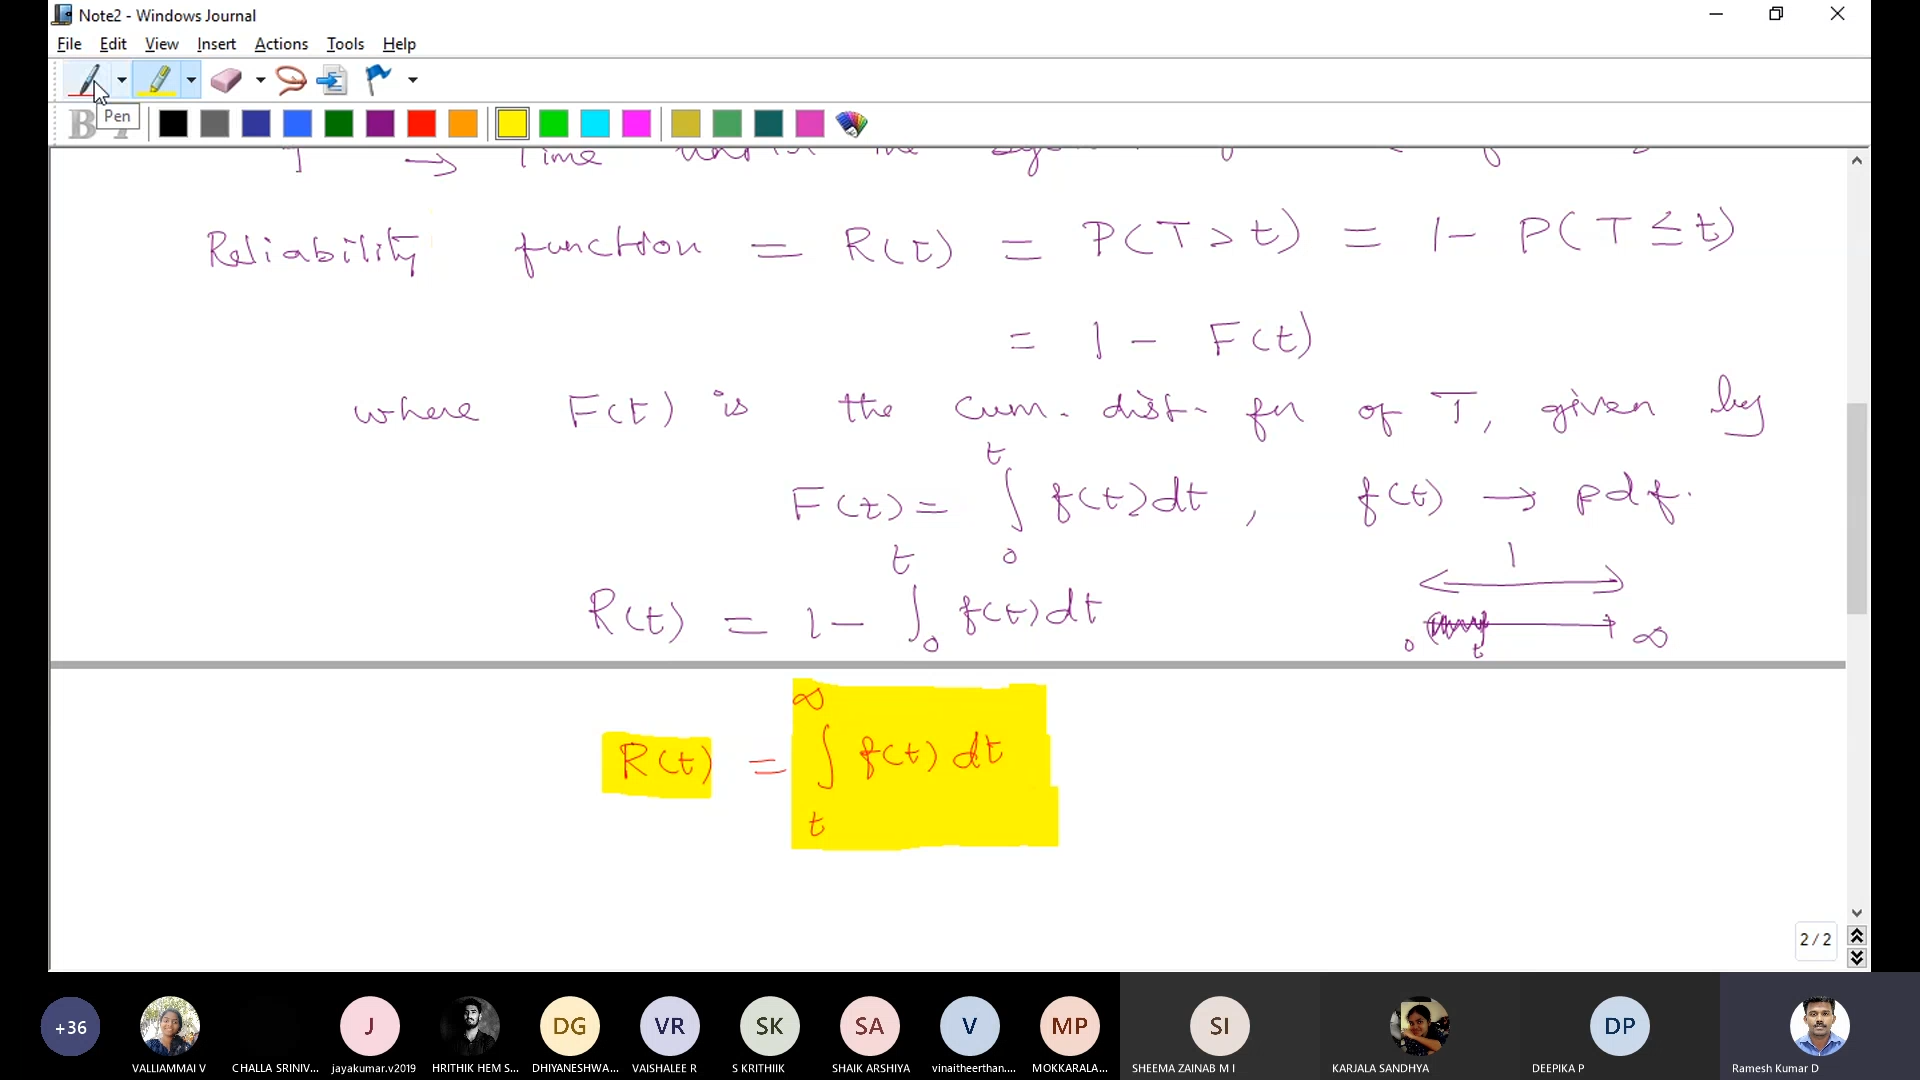 Note2 - Windows Journal
File Edit View Insert Actions Tools Help
Pen
B
T → Time until the
Reliability function = R(t) = P(T > t) = 1 - P(T ≤ t)
= 1 - F(t)
where F(t) is the cum. dist. fn of T, given by
F(t) = ∫₀ᵗ f(t) dt, f(t) → pdf.
R(t) = 1 - ∫₀ᵗ f(t) dt
1
0 t ∞
R(t) = ∫ₜ^∞ f(t) dt
2 / 2
+36 J DG VR SK SA V MP SI DP
VALLIAMMAI V CHALLA SRINIV... jayakumar.v2019 HRITHIK HEM S... DHIYANESHWA... VAISHALEE R S KRITHIIK SHAIK ARSHIYA vinaitheerthan.... MOKKARALA... SHEEMA ZAINAB M I KARJALA SANDHYA DEEPIKA P Ramesh Kumar D